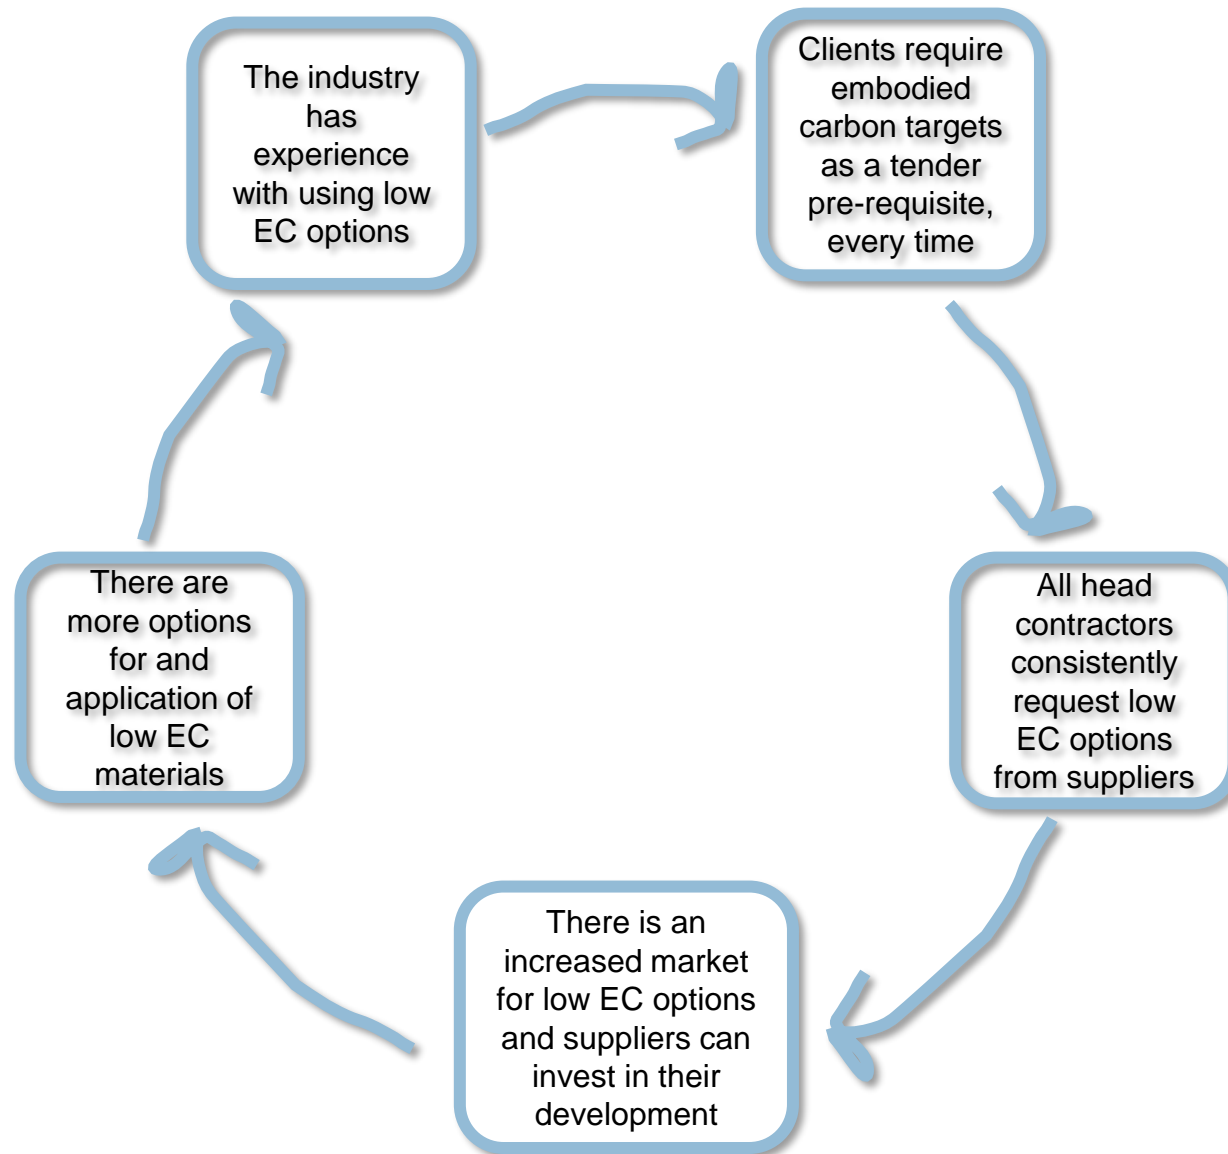 The industry
has
experience
with using low
EC options
Clients require
embodied
carbon targets
as a tender
pre-requisite,
every time
All head
contractors
consistently
request low
EC options
from suppliers
There is an
increased market
for low EC options
and suppliers can
invest in their
development
There are
more options
for and
application of
low EC
materials